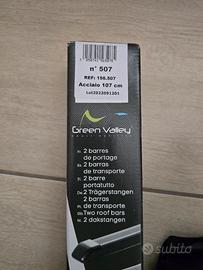 n° 507
REF: 156.507
Acciaio 107 cm
Lot2022091201
Green Valley
2 barres
de portage
2 barras
de transporte
2 barre
portatutto
2 Trägerstangen
2 barras
de transporte
Two roof bars
2 dakstangen
subito